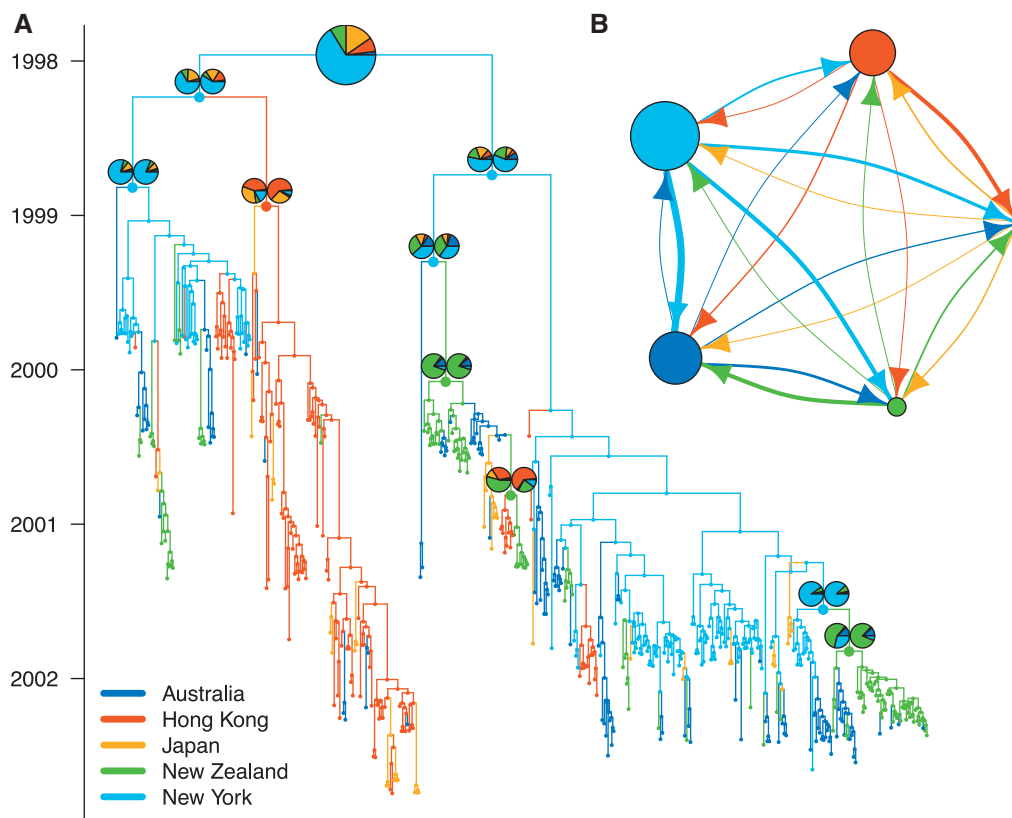 A
B
1998
1999
2000
2001
2002
Australia
Hong Kong
Japan
New Zealand
New York